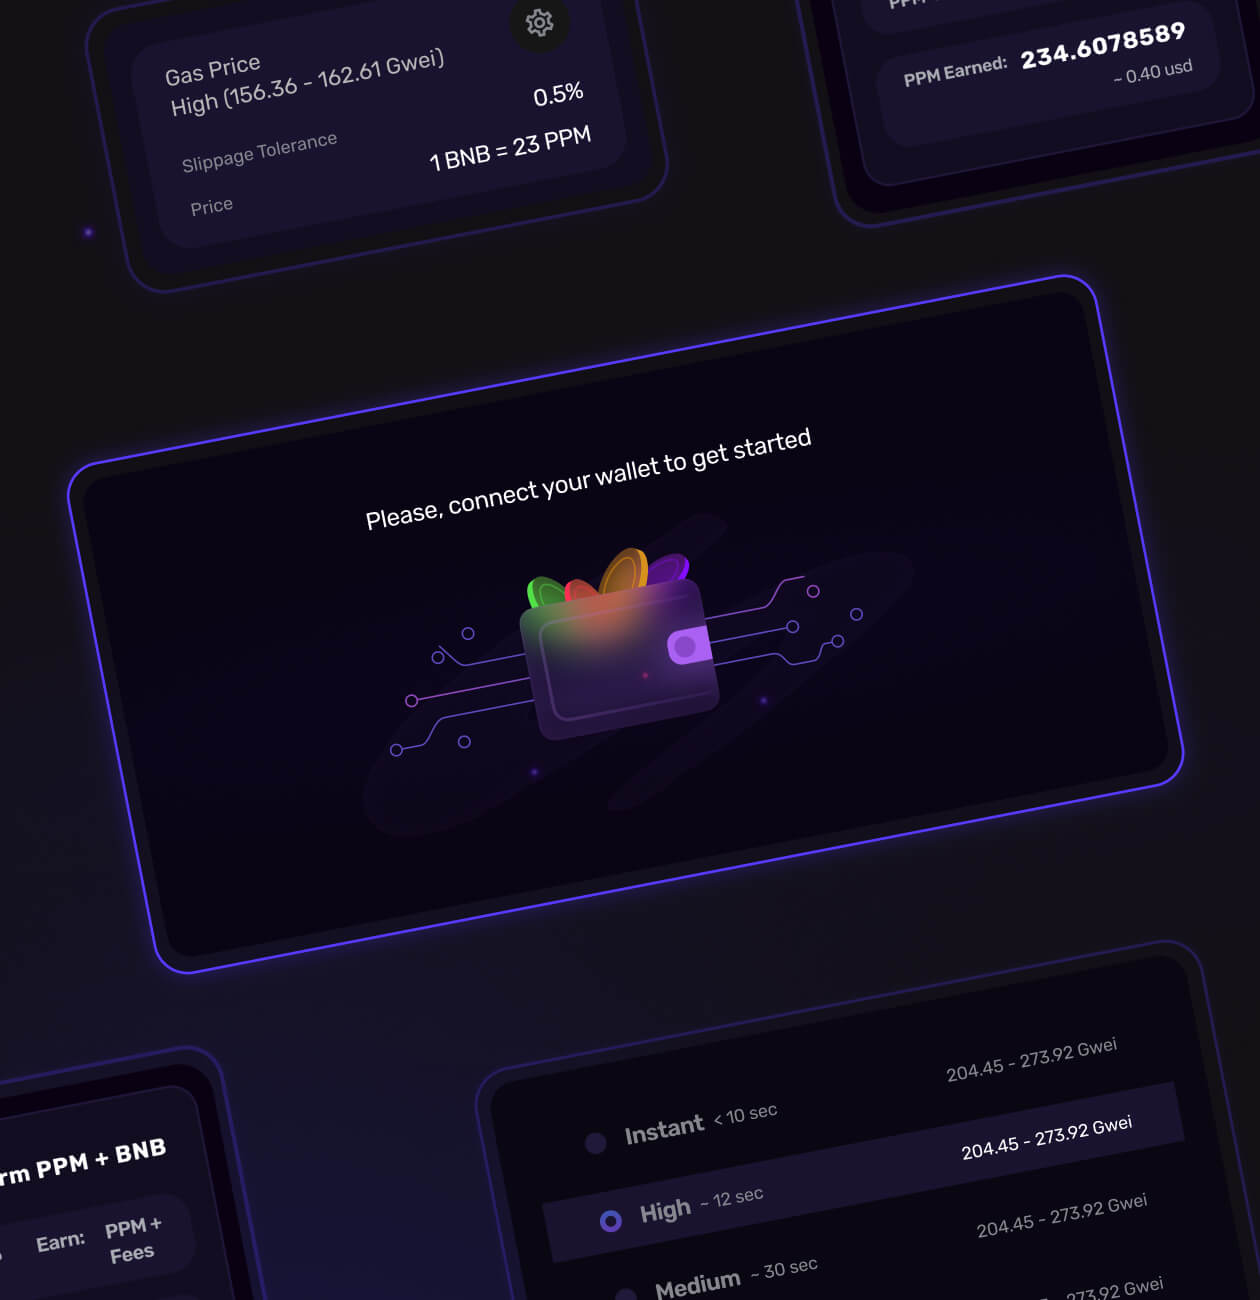 Gas Price
High (156.36 - 162.61 Gwei)
Slippage Tolerance 0.5%
Price 1 BNB = 23 PPM
PPM Earned: 234.6078589
~ 0.40 usd
Please, connect your wallet to get started
PPM + BNB
Earn: PPM +
Fees
Instant < 10 sec 204.45 - 273.92 Gwei
High ~ 12 sec 204.45 - 273.92 Gwei
Medium ~ 30 sec 204.45 - 273.92 Gwei
273.92 Gwei